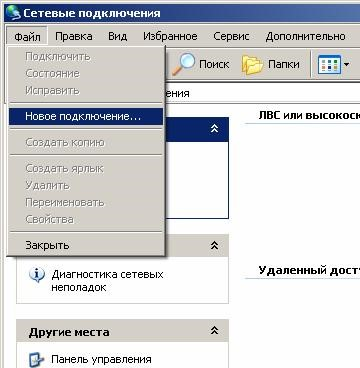 Сетевые подключения
Файл Правка Вид Избранное Сервис Дополнительно
Подключить
Состояние
Исправить
Новое подключение...
Создать копию
Создать ярлык
Удалить
Переименовать
Свойства
Закрыть
Поиск Папки
ЛВС или высокоск
Диагностика сетевых
неполадок
Удаленный дост
Другие места
Панель управления